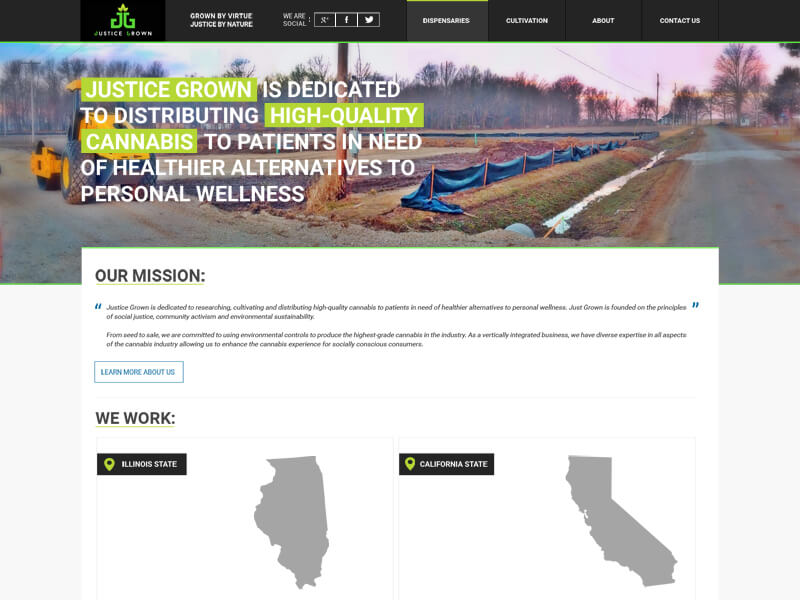 JUSTICE GROWN
GROWN BY VIRTUE
JUSTICE BY NATURE
WE ARE
SOCIAL :
g+
f
DISPENSARIES
CULTIVATION
ABOUT
CONTACT US
JUSTICE GROWN IS DEDICATED
TO DISTRIBUTING HIGH-QUALITY
CANNABIS TO PATIENTS IN NEED
OF HEALTHIER ALTERNATIVES TO
PERSONAL WELLNESS
OUR MISSION:
“ Justice Grown is dedicated to researching, cultivating and distributing high-quality cannabis to patients in need of healthier alternatives to personal wellness. Just Grown is founded on the principles ”
of social justice, community activism and environmental sustainability.
From seed to sale, we are committed to using environmental controls to produce the highest-grade cannabis in the industry. As a vertically integrated business, we have diverse expertise in all aspects
of the cannabis industry allowing us to enhance the cannabis experience for socially conscious consumers.
LEARN MORE ABOUT US
WE WORK:
ILLINOIS STATE
CALIFORNIA STATE